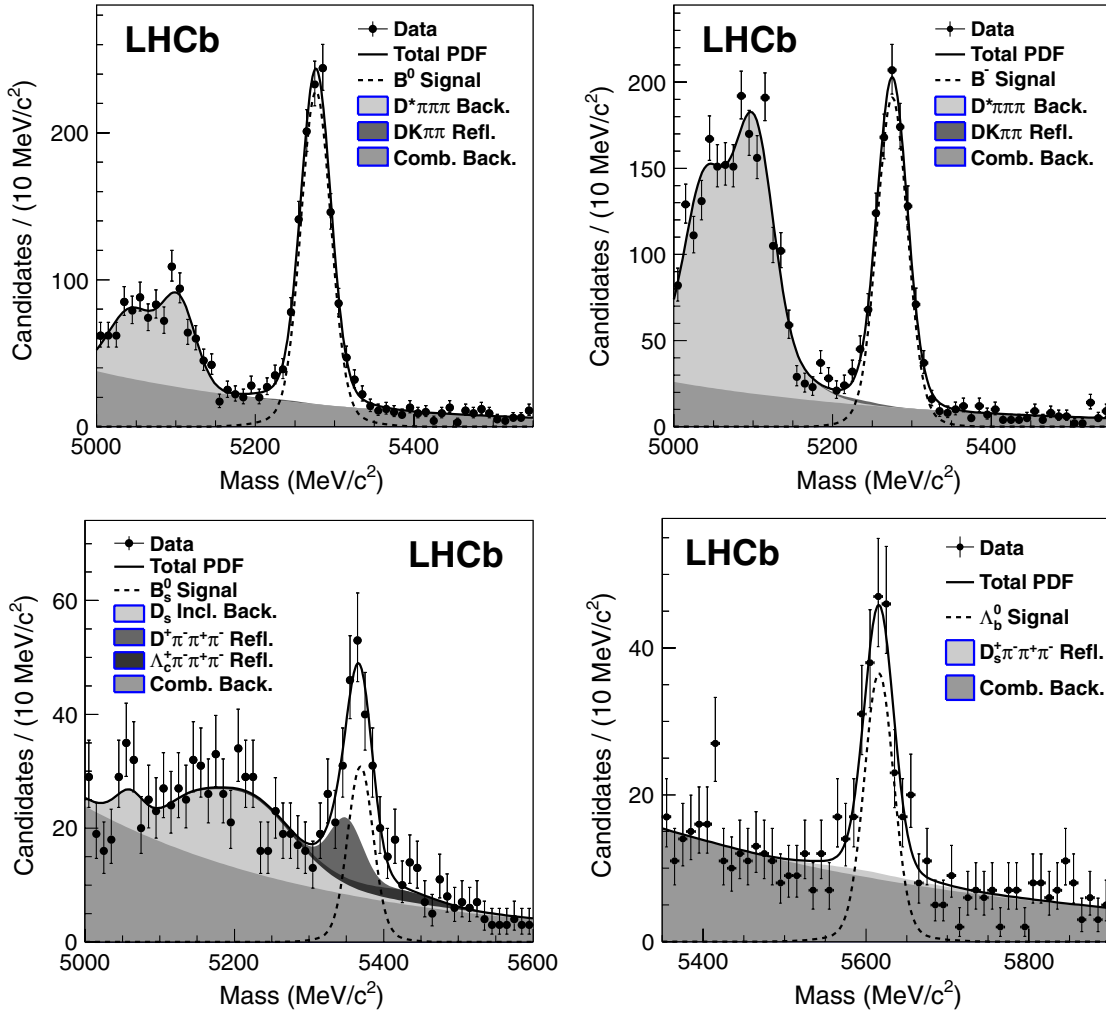 LHCb
Data
Total PDF
B⁰ Signal
D*πππ Back.
DKππ Refl.
Comb. Back.
Candidates / (10 MeV/c²)
200
100
0
5000 5200 5400
Mass (MeV/c²)
LHCb
Data
Total PDF
B⁻ Signal
D*πππ Back.
DKππ Refl.
Comb. Back.
Candidates / (10 MeV/c²)
200
150
100
50
0
5000 5200 5400
Mass (MeV/c²)
LHCb
Data
Total PDF
B⁰ₛ Signal
Dₛ Incl. Back.
D⁺π⁻π⁺π⁻ Refl.
Λ⁺c π⁻π⁺π⁻ Refl.
Comb. Back.
Candidates / (10 MeV/c²)
60
40
20
0
5000 5200 5400 5600
Mass (MeV/c²)
LHCb
Data
Total PDF
Λ⁰b Signal
D⁺ₛπ⁻π⁺π⁻ Refl.
Comb. Back.
Candidates / (10 MeV/c²)
40
20
0
5400 5600 5800
Mass (MeV/c²)